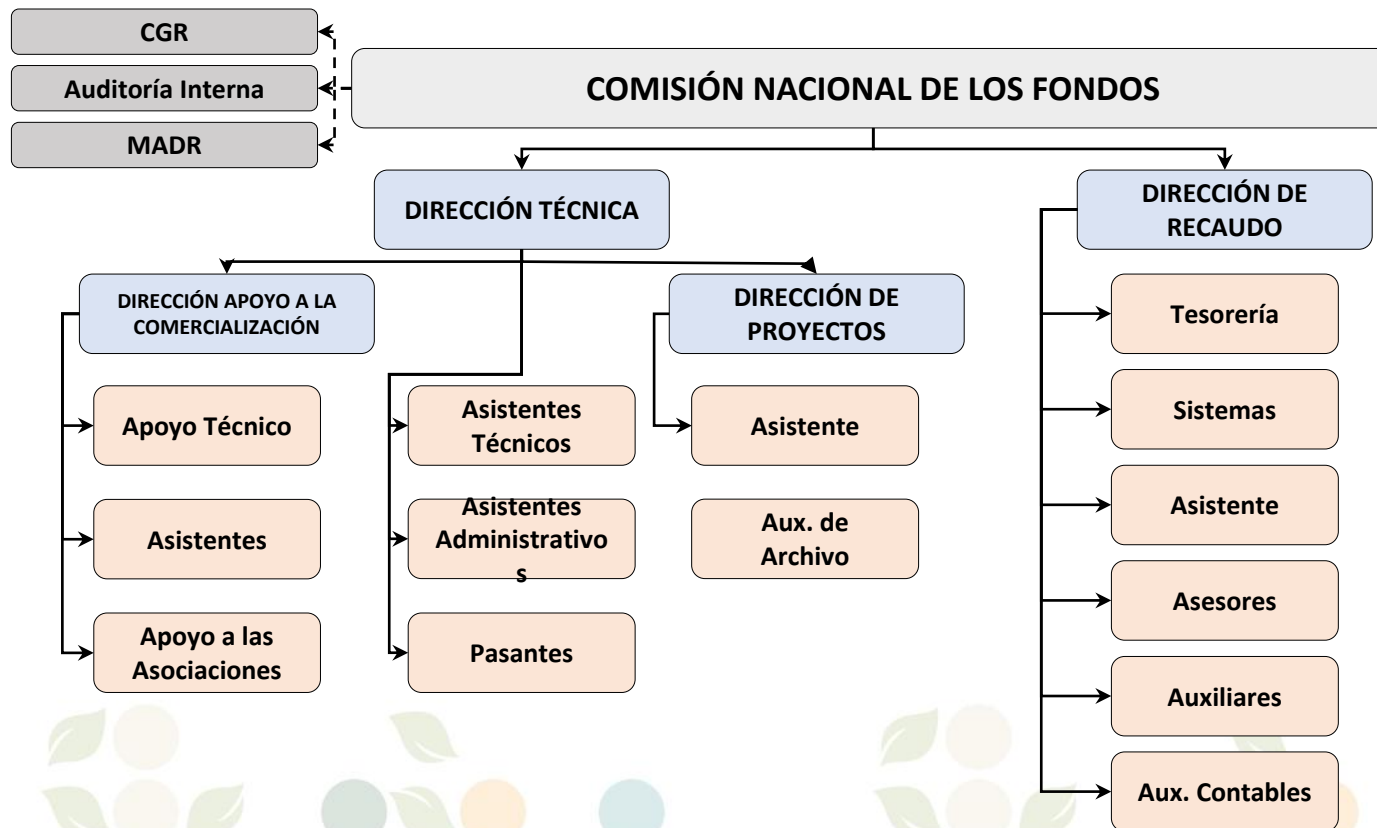 CGR
Auditoría Interna
MADR
COMISIÓN NACIONAL DE LOS FONDOS
DIRECCIÓN TÉCNICA
DIRECCIÓN DE
RECAUDO
DIRECCIÓN APOYO A LA
COMERCIALIZACIÓN
DIRECCIÓN DE
PROYECTOS
Apoyo Técnico
Asistentes
Apoyo a las
Asociaciones
Asistentes
Técnicos
Asistentes
Administrativo
s
Pasantes
Asistente
Aux. de
Archivo
Tesorería
Sistemas
Asistente
Asesores
Auxiliares
Aux. Contables